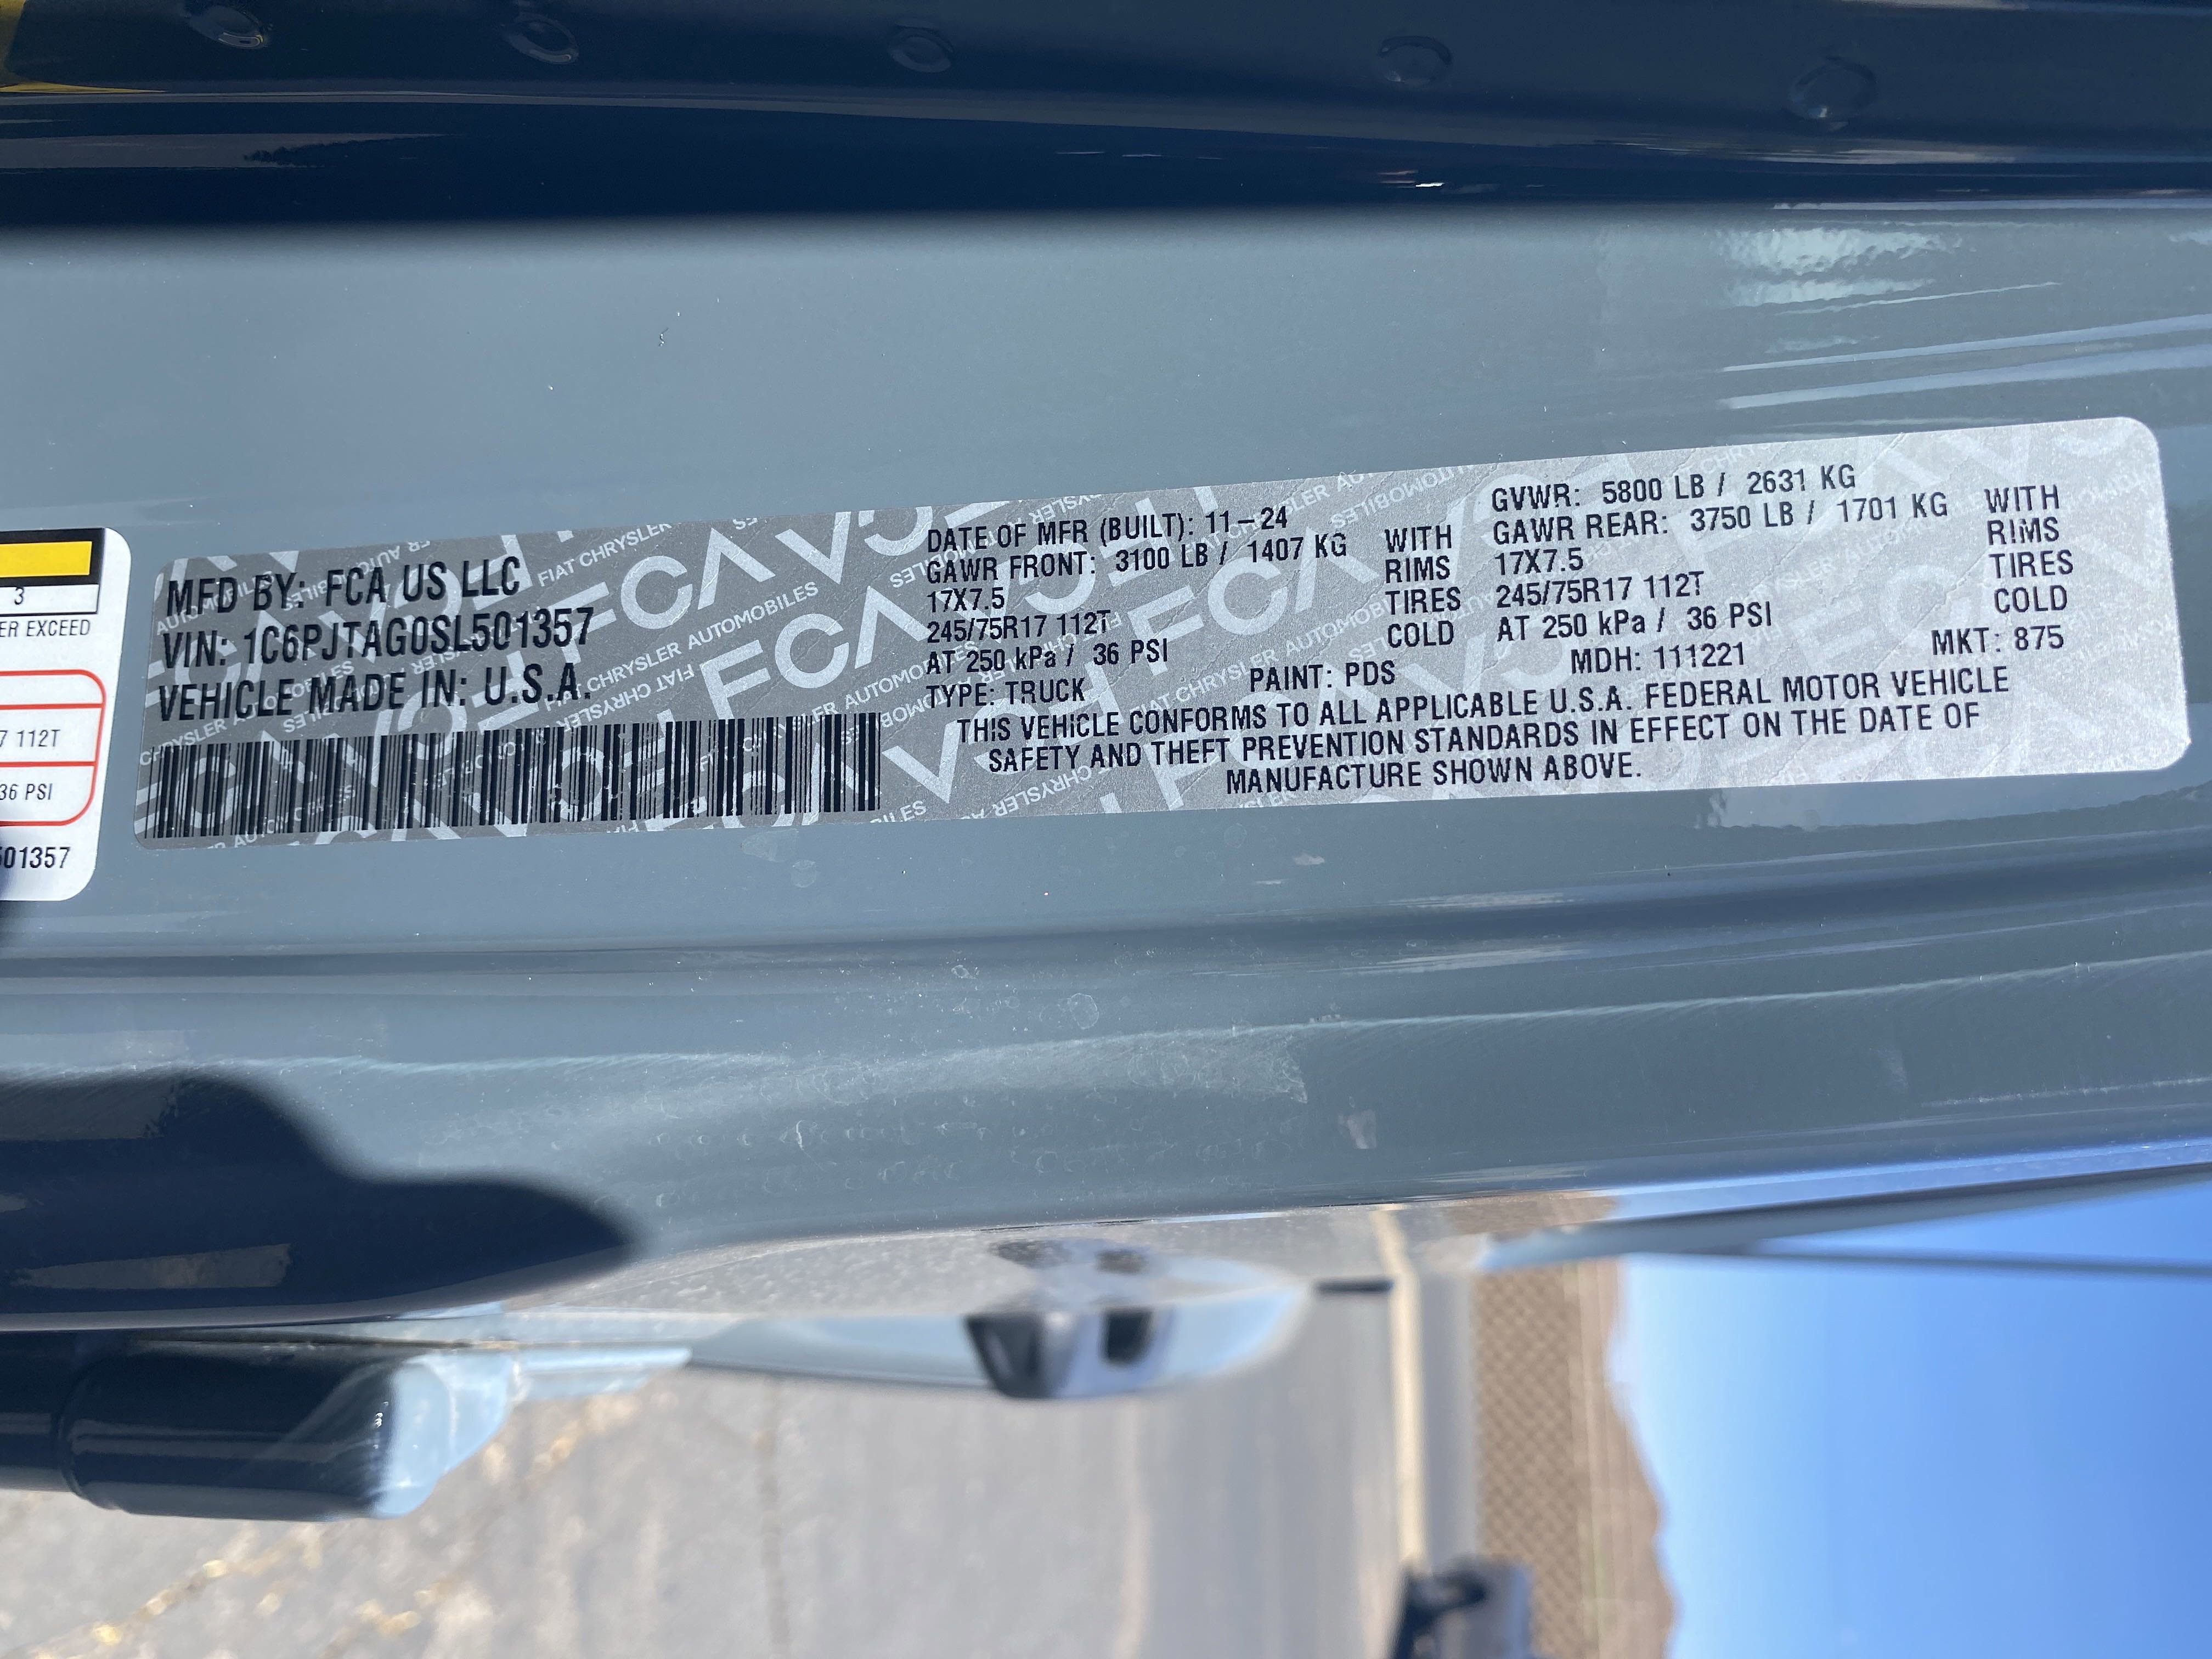 3
ER EXCEED
7 112T
36 PSI
501357
MFD BY: FCA US LLC
VIN: 1C6PJTAG0SL501357
VEHICLE MADE IN: U.S.A.
DATE OF MFR (BUILT): 11-24
GAWR FRONT: 3100 LB / 1407 KG WITH
17X7.5 RIMS
245/75R17 112T TIRES
AT 250 kPa / 36 PSI COLD
GVWR: 5800 LB / 2631 KG
GAWR REAR: 3750 LB / 1701 KG WITH
17X7.5 RIMS
245/75R17 112T TIRES
AT 250 kPa / 36 PSI COLD
TYPE: TRUCK PAINT: PDS MDH: 111221 MKT: 875
THIS VEHICLE CONFORMS TO ALL APPLICABLE U.S.A. FEDERAL MOTOR VEHICLE
SAFETY AND THEFT PREVENTION STANDARDS IN EFFECT ON THE DATE OF
MANUFACTURE SHOWN ABOVE.
FCA
FIAT CHRYSLER AUTOMOBILES